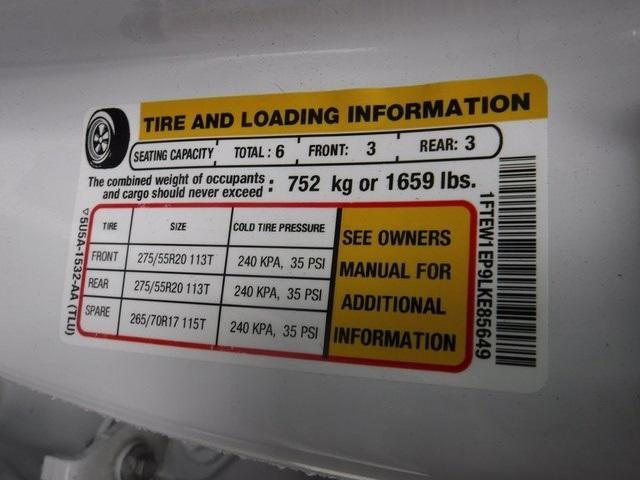 TIRE AND LOADING INFORMATION
SEATING CAPACITY TOTAL : 6 FRONT: 3 REAR: 3
The combined weight of occupants
and cargo should never exceed : 752 kg or 1659 lbs.
TIRE SIZE COLD TIRE PRESSURE
FRONT 275/55R20 113T 240 KPA, 35 PSI
REAR 275/55R20 113T 240 KPA, 35 PSI
SPARE 265/70R17 115T 240 KPA, 35 PSI
SEE OWNERS
MANUAL FOR
ADDITIONAL
INFORMATION
▽5U5A-1532-AA (TLU)
1FTEW1EP9LKE85649